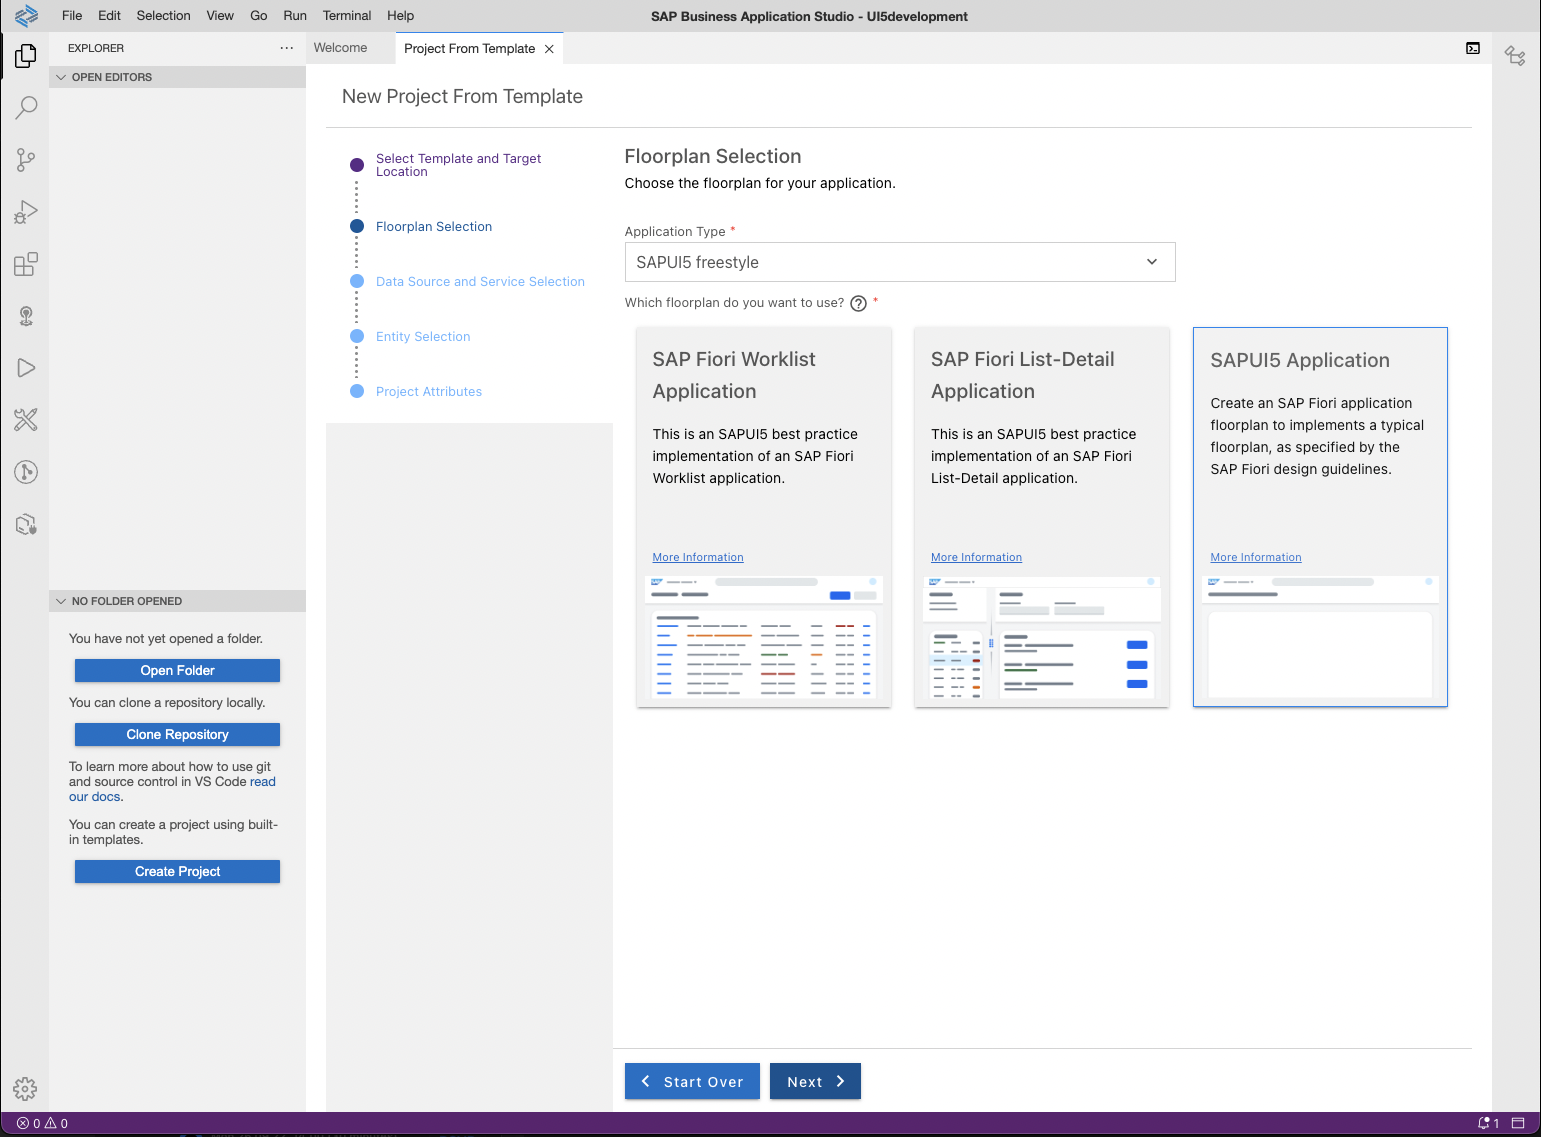 File Edit Selection View Go Run Terminal Help
SAP Business Application Studio - UI5development
EXPLORER
Welcome
Project From Template
OPEN EDITORS
NO FOLDER OPENED
You have not yet opened a folder.
Open Folder
You can clone a repository locally.
Clone Repository
To learn more about how to use git
and source control in VS Code read
our docs.
You can create a project using built-
in templates.
Create Project
New Project From Template
Select Template and Target
Location
Floorplan Selection
Data Source and Service Selection
Entity Selection
Project Attributes
Floorplan Selection
Choose the floorplan for your application.
Application Type *
SAPUI5 freestyle
Which floorplan do you want to use? ? *
SAP Fiori Worklist
Application
This is an SAPUI5 best practice
implementation of an SAP Fiori
Worklist application.
More Information
SAP
SAP Fiori List-Detail
Application
This is an SAPUI5 best practice
implementation of an SAP Fiori
List-Detail application.
More Information
SAP
SAPUI5 Application
Create an SAP Fiori application
floorplan to implements a typical
floorplan, as specified by the
SAP Fiori design guidelines.
More Information
SAP
Start Over
Next
0 0
1